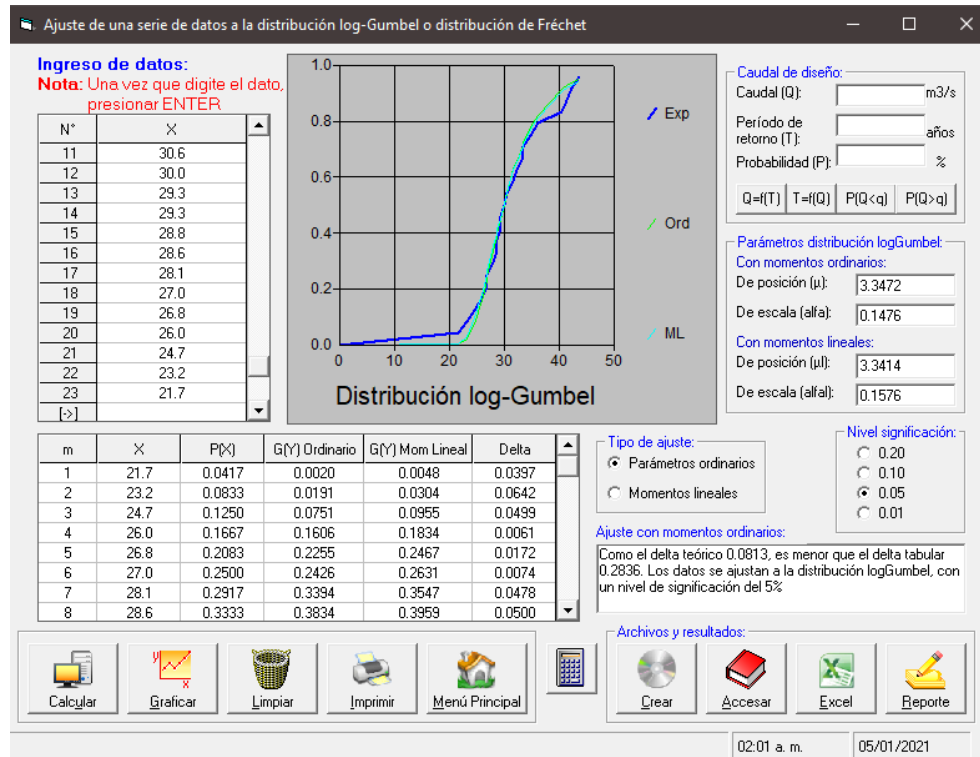 Ajuste de una serie de datos a la distribución log-Gumbel o distribución de Fréchet
Ingreso de datos:
Nota: Una vez que digite el dato,
presionar ENTER
N° X
11 30.6
12 30.0
13 29.3
14 29.3
15 28.8
16 28.6
17 28.1
18 27.0
19 26.8
20 26.0
21 24.7
22 23.2
23 21.7
[->]
1.0
0.8
0.6
0.4
0.2
0.0
0 10 20 30 40 50
Exp
Ord
ML
Distribución log-Gumbel
Caudal de diseño:
Caudal (Q): m3/s
Período de
retorno (T): años
Probabilidad (P): %
Q=f(T) T=f(Q) P(Q<q) P(Q>q)
Parámetros distribución logGumbel:
Con momentos ordinarios:
De posición (µ): 3.3472
De escala (alfa): 0.1476
Con momentos lineales:
De posición (µl): 3.3414
De escala (alfal): 0.1576
m X P(X) G(Y) Ordinario G(Y) Mom Lineal Delta
1 21.7 0.0417 0.0020 0.0048 0.0397
2 23.2 0.0833 0.0191 0.0304 0.0642
3 24.7 0.1250 0.0751 0.0955 0.0499
4 26.0 0.1667 0.1606 0.1834 0.0061
5 26.8 0.2083 0.2255 0.2467 0.0172
6 27.0 0.2500 0.2426 0.2631 0.0074
7 28.1 0.2917 0.3394 0.3547 0.0478
8 28.6 0.3333 0.3834 0.3959 0.0500
Tipo de ajuste:
Parámetros ordinarios
Momentos lineales
Nivel significación:
0.20
0.10
0.05
0.01
Ajuste con momentos ordinarios:
Como el delta teórico 0.0813, es menor que el delta tabular
0.2836. Los datos se ajustan a la distribución logGumbel, con
un nivel de significación del 5%
Calcular Graficar Limpiar Imprimir Menú Principal
Archivos y resultados:
Crear Accesar Excel Reporte
02:01 a. m. 05/01/2021